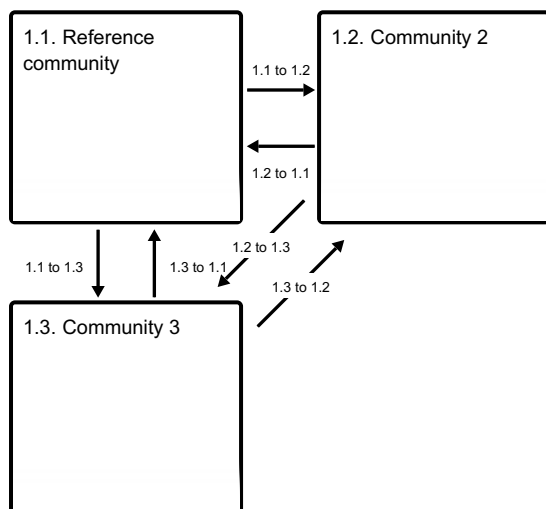 1.1. Reference
community
1.2. Community 2
1.1 to 1.2
1.2 to 1.1
1.2 to 1.3
1.1 to 1.3
1.3 to 1.1
1.3 to 1.2
1.3. Community 3